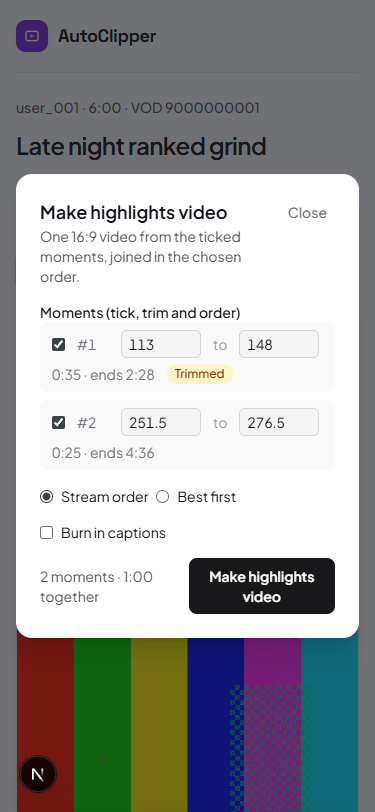 AutoClipper
user_001 · 6:00 · VOD 9000000001
Late night ranked grind
Make highlights video
Close
One 16:9 video from the ticked
moments, joined in the chosen
order.
Moments (tick, trim and order)
#1 113 to 148
0:35 · ends 2:28 Trimmed
#2 251.5 to 276.5
0:25 · ends 4:36
Stream order Best first
Burn in captions
2 moments · 1:00
together
Make highlights
video
N